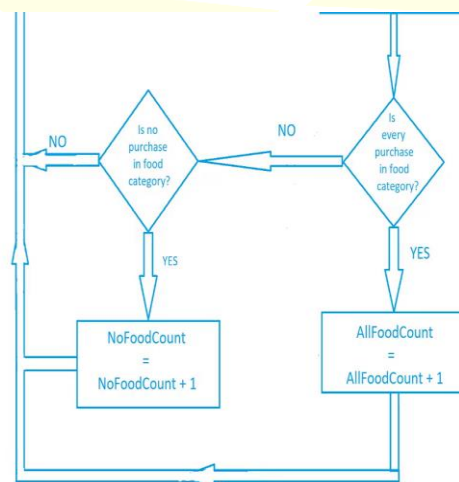 Is no
purchase
in food
category?
NO
NO
Is
every
purchase
in food
category?
YES
YES
NoFoodCount
=
NoFoodCount + 1
AllFoodCount
=
AllFoodCount + 1